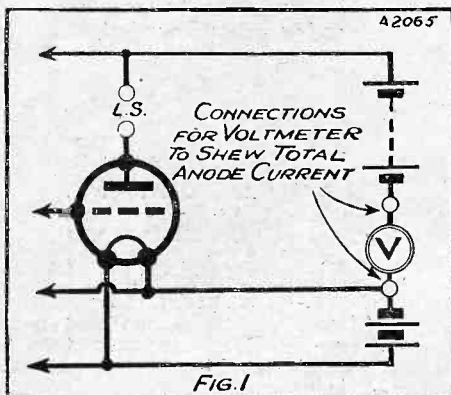 A2065
L.S.
CONNECTIONS
FOR VOLTMETER
TO SHEW TOTAL
ANODE CURRENT
V
FIG.1